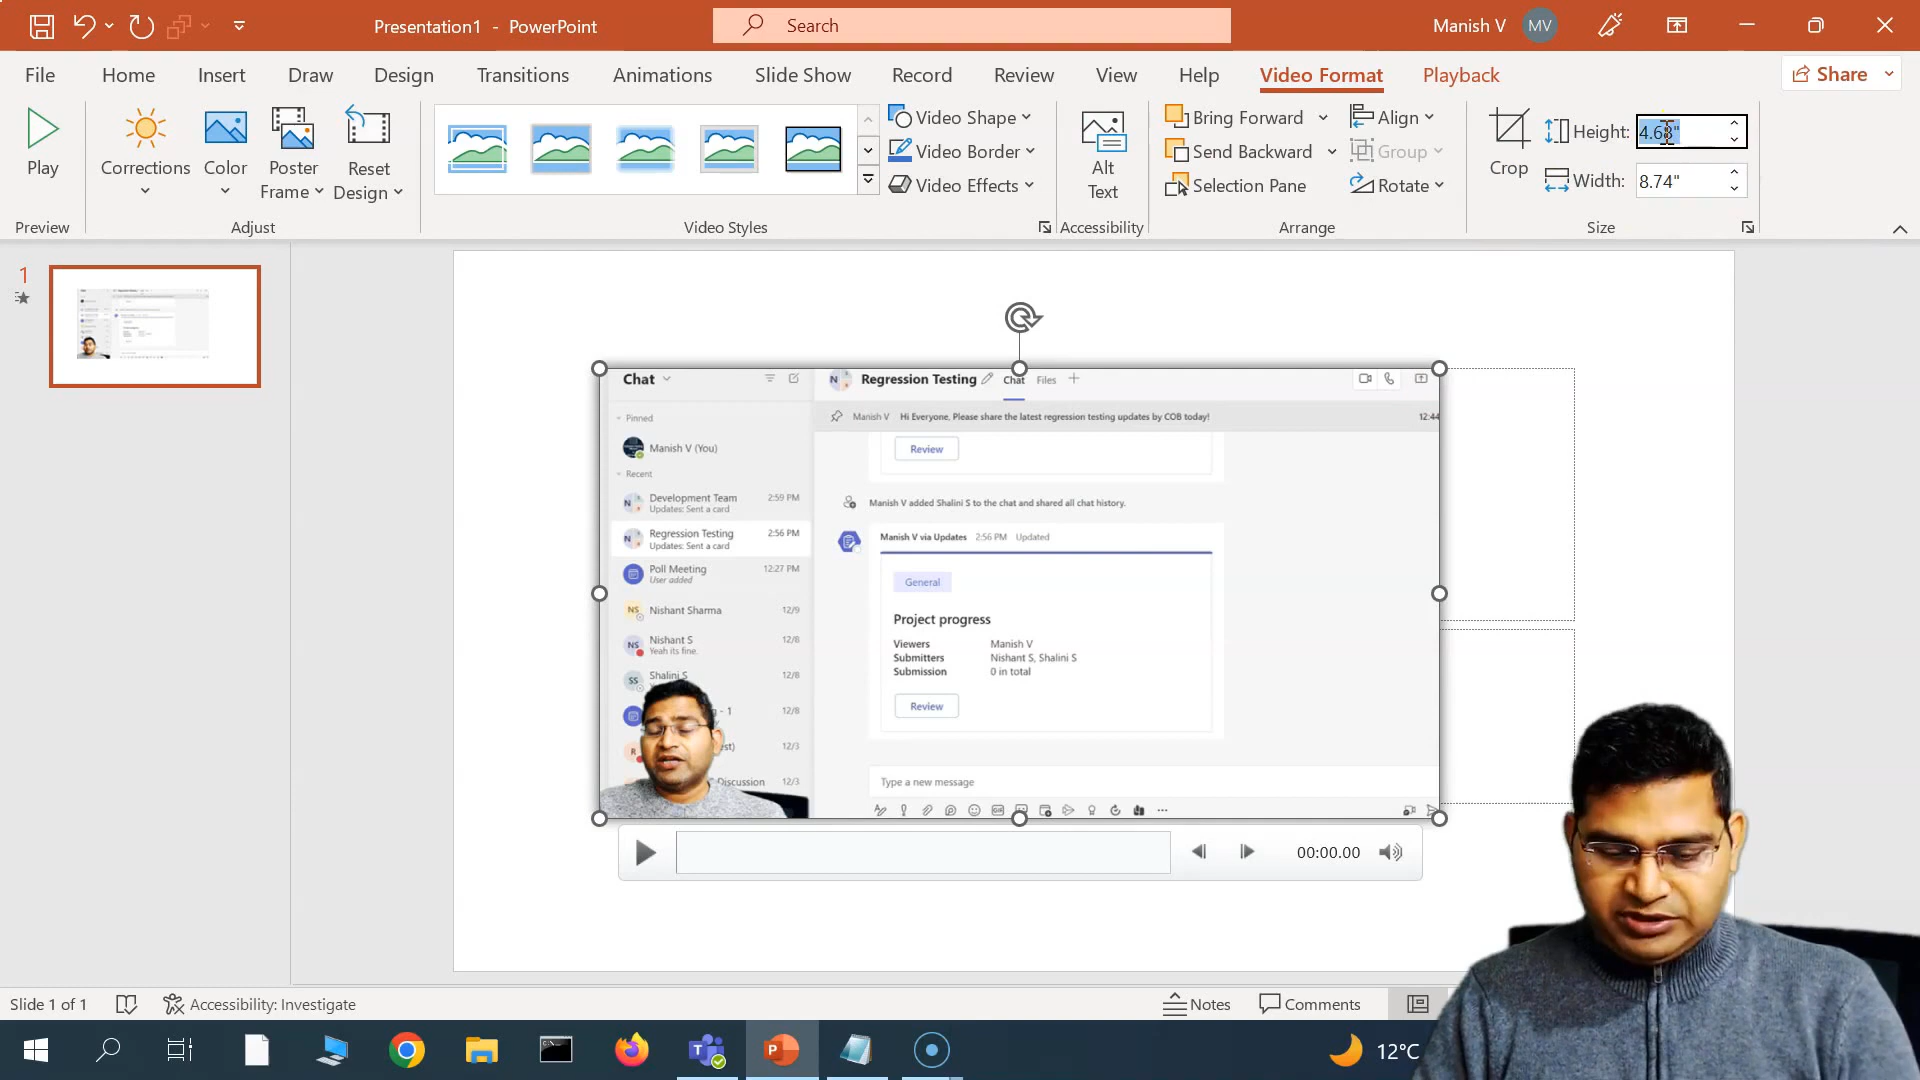 Presentation1 - PowerPoint
Search
Manish V
MV
File
Home
Insert
Draw
Design
Transitions
Animations
Slide Show
Record
Review
View
Help
Video Format
Playback
Share
Play
Corrections
Color
Poster Frame
Reset Design
Video Shape
Video Border
Video Effects
Alt Text
Bring Forward
Send Backward
Selection Pane
Align
Group
Rotate
Crop
Height: 4.68"
Width: 8.74"
Preview
Adjust
Video Styles
Accessibility
Arrange
Size
1
Chat
Regression Testing
Chat
Files
Manish V Hi Everyone, Please share the latest regression testing updates by COB today!
12:44
Pinned
Manish V (You)
Recent
Development Team 2:59 PM
Updates: Sent a card
Regression Testing 2:56 PM
Updates: Sent a card
Poll Meeting 12:27 PM
User added
NS Nishant Sharma 12/9
NS Nishant S 12/8
Yeah its fine.
SS Shalini S 12/8
- 1 12/8
12/3
Discussion 12/3
Review
Manish V added Shalini S to the chat and shared all chat history.
Manish V via Updates 2:56 PM Updated
General
Project progress
Viewers Manish V
Submitters Nishant S, Shalini S
Submission 0 in total
Review
Type a new message
00:00.00
Slide 1 of 1
Accessibility: Investigate
Notes
Comments
12°C